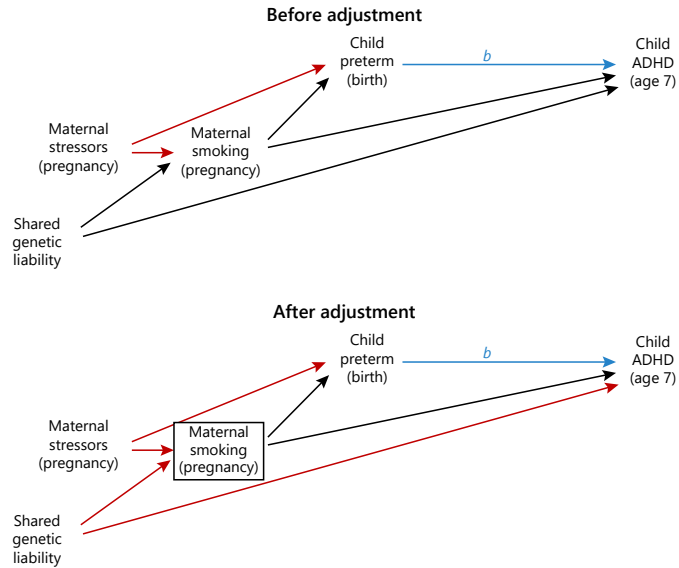 Before adjustment
Child
preterm
(birth)
b
Child
ADHD
(age 7)
Maternal
stressors
(pregnancy)
Maternal
smoking
(pregnancy)
Shared
genetic
liability
After adjustment
Child
preterm
(birth)
b
Child
ADHD
(age 7)
Maternal
stressors
(pregnancy)
Maternal
smoking
(pregnancy)
Shared
genetic
liability